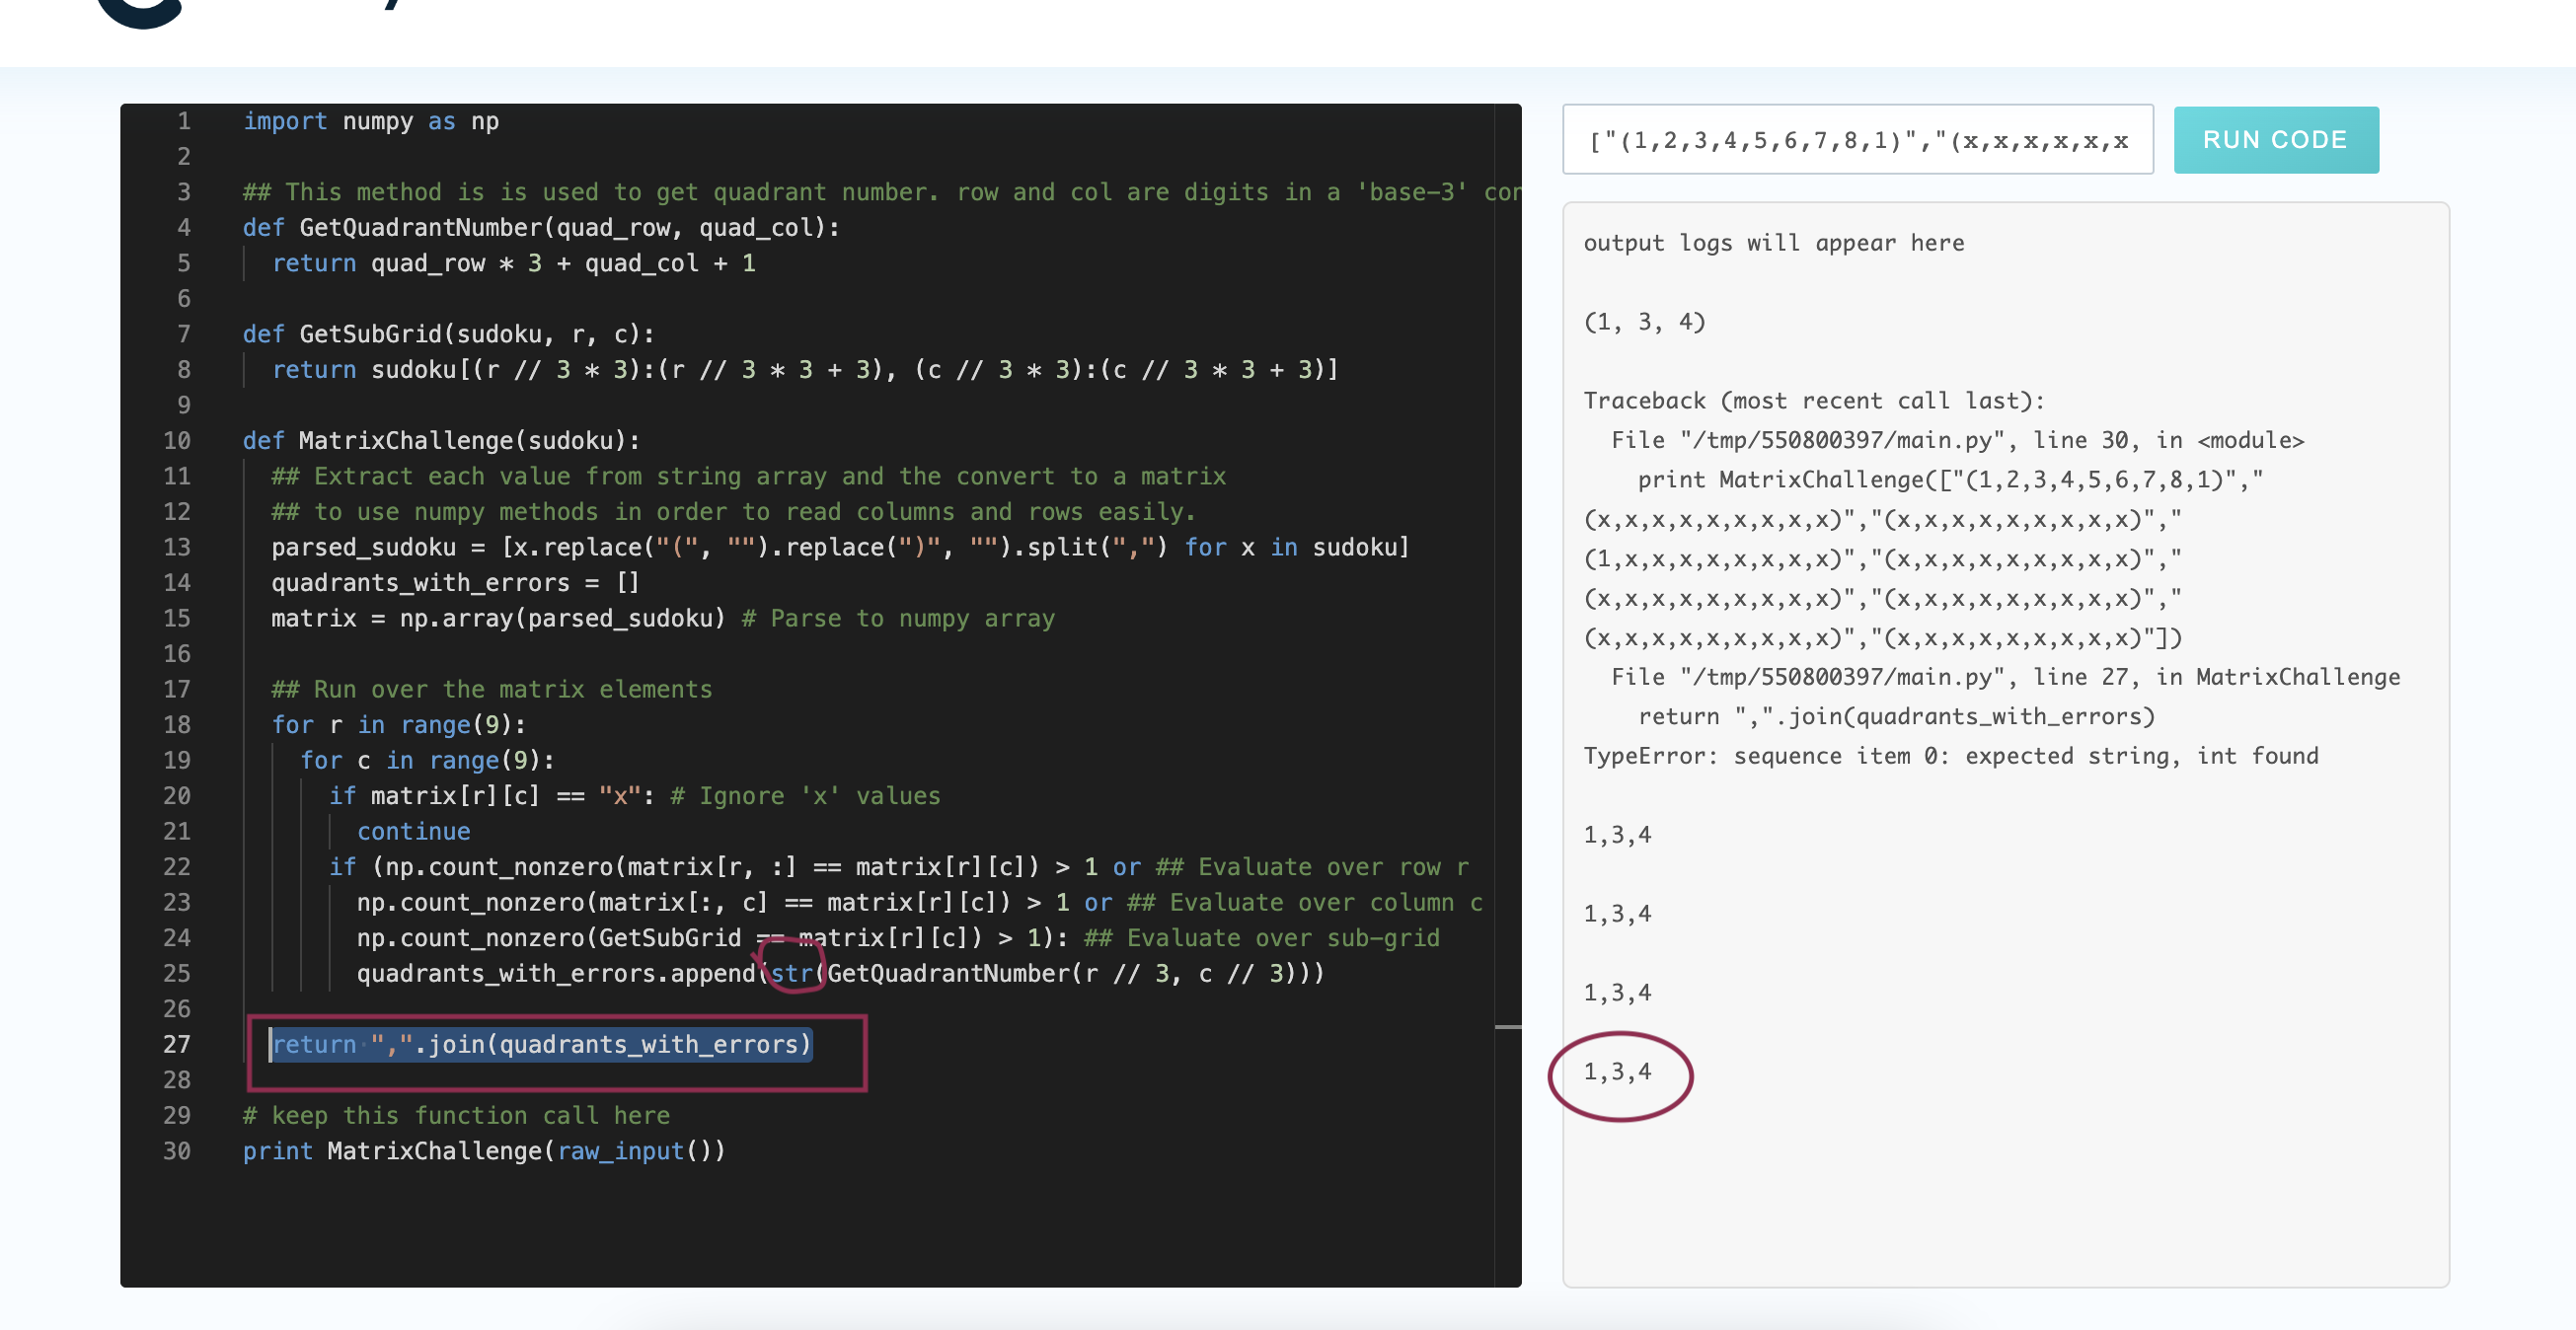 1 import numpy as np
2
3 ## This method is is used to get quadrant number. row and col are digits in a 'base-3' con
4 def GetQuadrantNumber(quad_row, quad_col):
5 return quad_row * 3 + quad_col + 1
6
7 def GetSubGrid(sudoku, r, c):
8 return sudoku[(r // 3 * 3):(r // 3 * 3 + 3), (c // 3 * 3):(c // 3 * 3 + 3)]
9
10 def MatrixChallenge(sudoku):
11 ## Extract each value from string array and the convert to a matrix
12 ## to use numpy methods in order to read columns and rows easily.
13 parsed_sudoku = [x.replace("(", "").replace(")", "").split(",") for x in sudoku]
14 quadrants_with_errors = []
15 matrix = np.array(parsed_sudoku) # Parse to numpy array
16
17 ## Run over the matrix elements
18 for r in range(9):
19 for c in range(9):
20 if matrix[r][c] == "x": # Ignore 'x' values
21 continue
22 if (np.count_nonzero(matrix[r, :] == matrix[r][c]) > 1 or ## Evaluate over row r
23 np.count_nonzero(matrix[:, c] == matrix[r][c]) > 1 or ## Evaluate over column c
24 np.count_nonzero(GetSubGrid == matrix[r][c]) > 1): ## Evaluate over sub-grid
25 quadrants_with_errors.append(str(GetQuadrantNumber(r // 3, c // 3)))
26
27 return ",".join(quadrants_with_errors)
28
29 # keep this function call here
30 print MatrixChallenge(raw_input())
["(1,2,3,4,5,6,7,8,1)","(x,x,x,x,x,x
RUN CODE
output logs will appear here
(1, 3, 4)
Traceback (most recent call last):
File "/tmp/550800397/main.py", line 30, in <module>
print MatrixChallenge(["(1,2,3,4,5,6,7,8,1)","
(x,x,x,x,x,x,x,x,x)","(x,x,x,x,x,x,x,x,x)","
(1,x,x,x,x,x,x,x,x)","(x,x,x,x,x,x,x,x,x)","
(x,x,x,x,x,x,x,x,x)","(x,x,x,x,x,x,x,x,x)","
(x,x,x,x,x,x,x,x,x)","(x,x,x,x,x,x,x,x,x)"])
File "/tmp/550800397/main.py", line 27, in MatrixChallenge
return ",".join(quadrants_with_errors)
TypeError: sequence item 0: expected string, int found
1,3,4
1,3,4
1,3,4
1,3,4